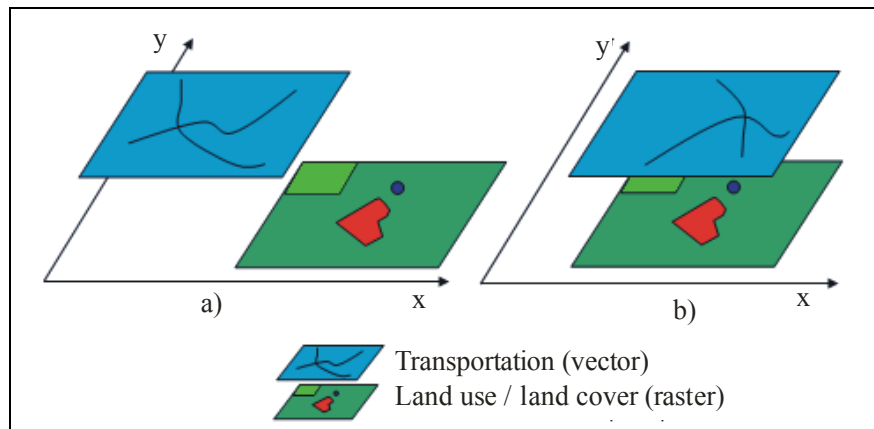 y
y'
x
a)
x
b)
Transportation (vector)
Land use / land cover (raster)